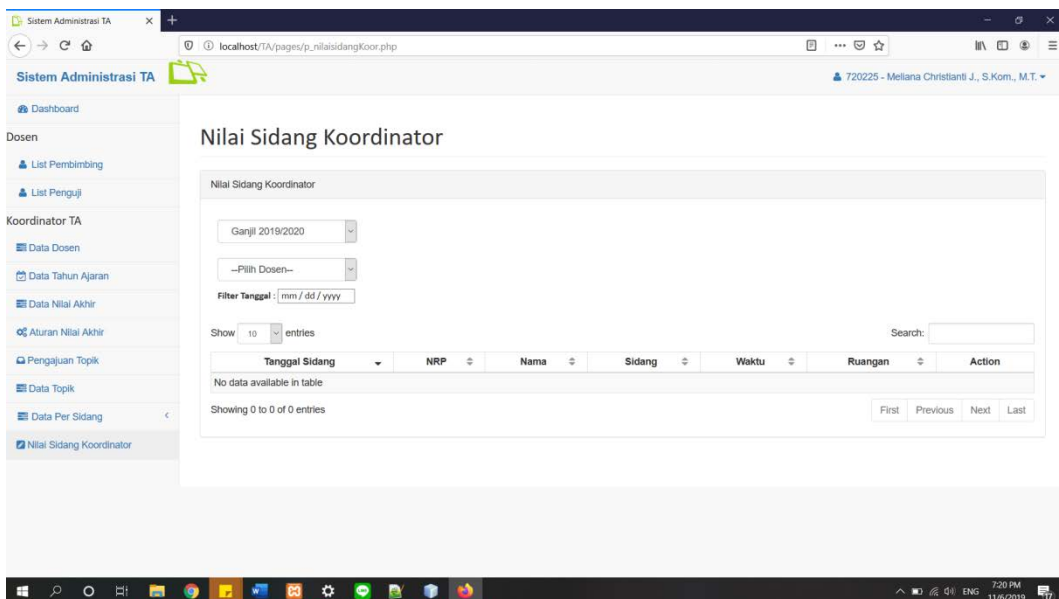 Sistem Administrasi TA
localhost/TA/pages/p_nilaisidangKoor.php
Sistem Administrasi TA
720225 - Meliana Christianti J., S.Kom., M.T.
Dashboard
Dosen
List Pembimbing
List Penguji
Koordinator TA
Data Dosen
Data Tahun Ajaran
Data Nilai Akhir
Aturan Nilai Akhir
Pengajuan Topik
Data Topik
Data Per Sidang
Nilai Sidang Koordinator
Nilai Sidang Koordinator
Nilai Sidang Koordinator
Ganjil 2019/2020
--Pilih Dosen--
Filter Tanggal : mm / dd / yyyy
Show 10 entries Search:
Tanggal Sidang NRP Nama Sidang Waktu Ruangan Action
No data available in table
Showing 0 to 0 of 0 entries First Previous Next Last
ENG 7:20 PM
11/6/2019